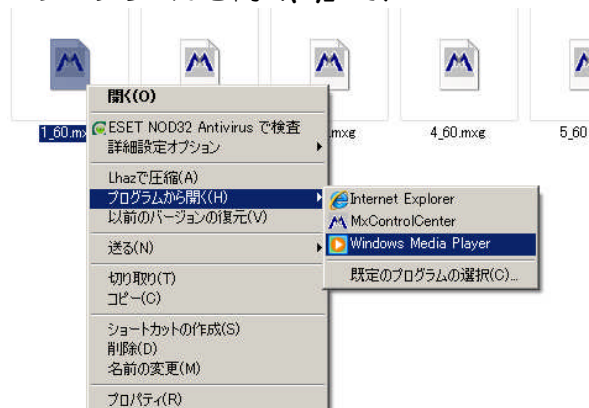 1_60.mx
mxg
4_60.mxg
5_60
開く(O)
ESET NOD32 Antivirus で検査
詳細設定オプション
Lhazで圧縮(A)
プログラムから開く(H)
以前のバージョンの復元(V)
送る(N)
切り取り(T)
コピー(C)
ショートカットの作成(S)
削除(D)
名前の変更(M)
プロパティ(R)
Internet Explorer
MxControlCenter
Windows Media Player
既定のプログラムの選択(C)...